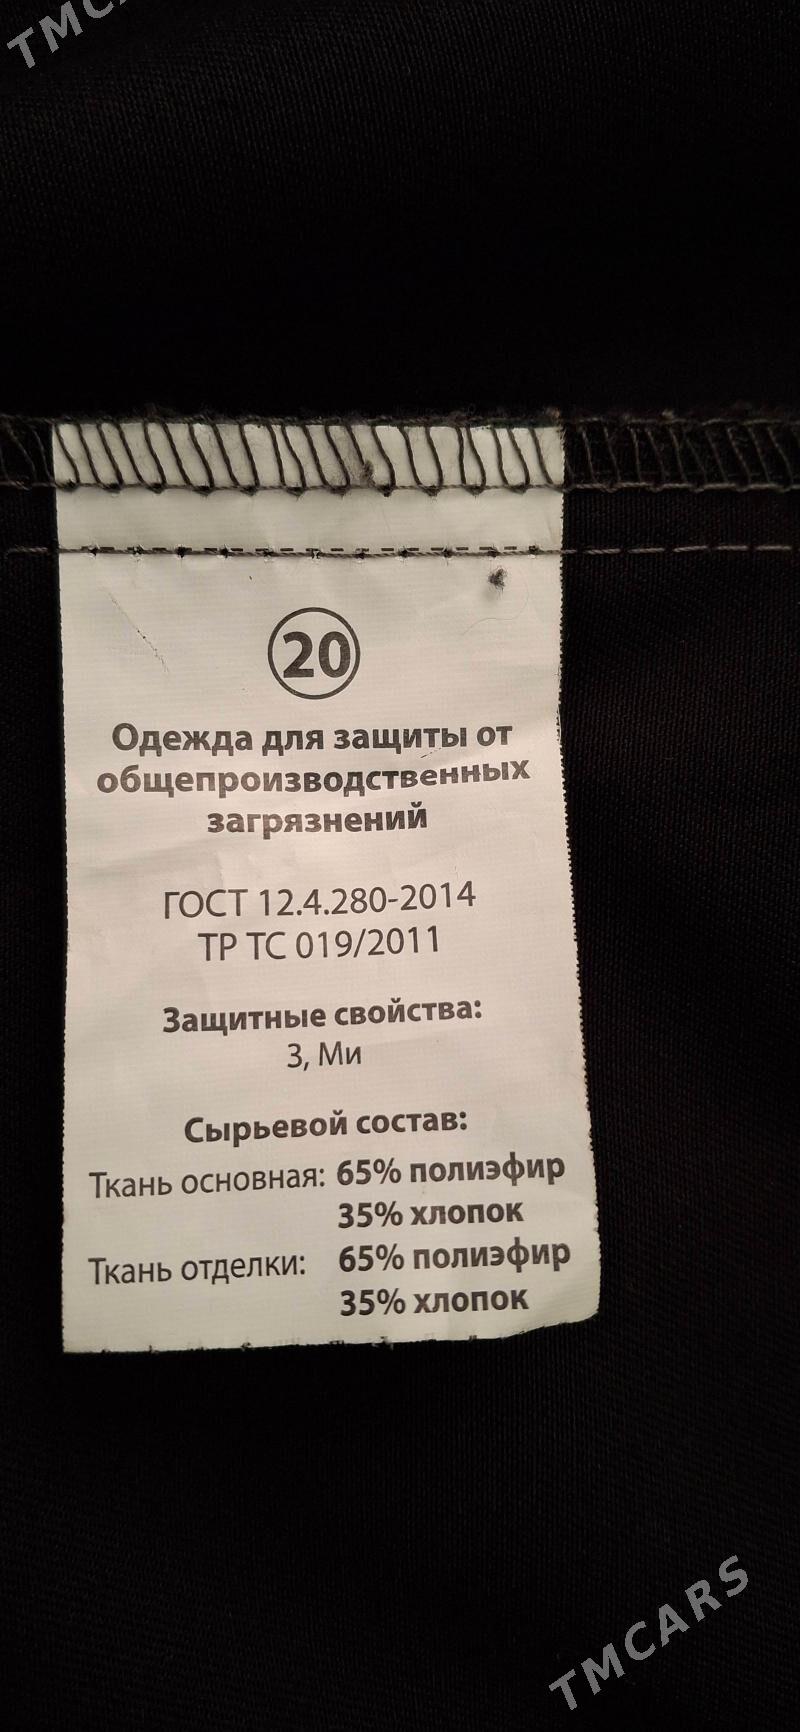 TMCARS
20
Одежда для защиты от
общепроизводственных
загрязнений
ГОСТ 12.4.280-2014
ТР ТС 019/2011
Защитные свойства:
З, Ми
Сырьевой состав:
Ткань основная: 65% полиэфир
35% хлопок
Ткань отделки: 65% полиэфир
35% хлопок
TMCARS